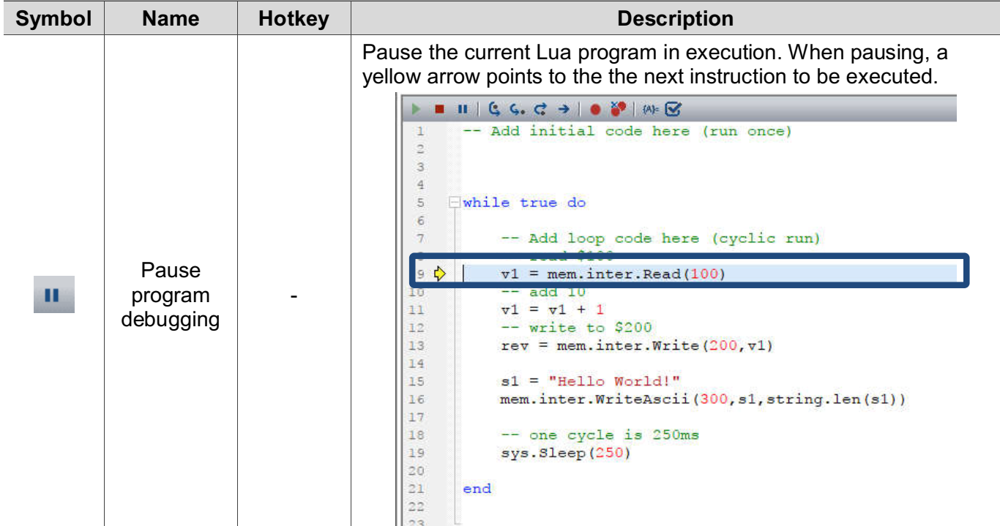 Symbol Name Hotkey Description
Pause the current Lua program in execution. When pausing, a
yellow arrow points to the the next instruction to be executed.
Pause
program
debugging
-
{A}=
1 -- Add initial code here (run once)
2
3
4
5 while true do
6
7 -- Add loop code here (cyclic run)
9 v1 = mem.inter.Read(100)
10 -- add 10
11 v1 = v1 + 1
12 -- write to $200
13 rev = mem.inter.Write(200,v1)
14
15 s1 = "Hello World!"
16 mem.inter.WriteAscii(300,s1,string.len(s1))
17
18 -- one cycle is 250ms
19 sys.Sleep(250)
20
21 end
22
23